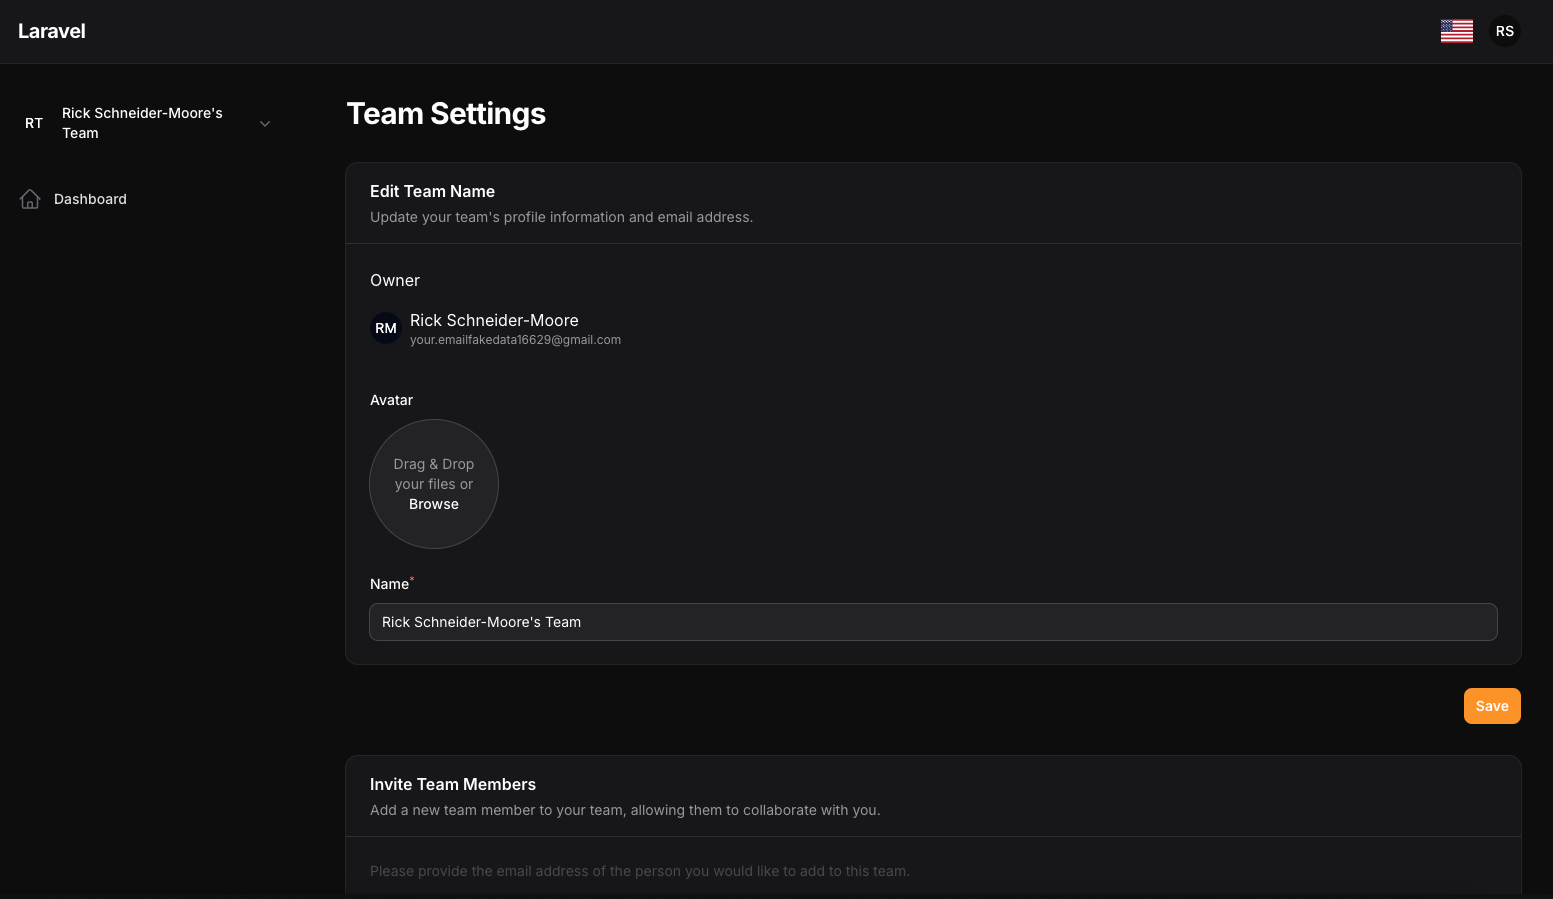 Laravel
RS
RT
Rick Schneider-Moore's
Team
Dashboard
Team Settings
Edit Team Name
Update your team's profile information and email address.
Owner
RM
Rick Schneider-Moore
your.emailfakedata16629@gmail.com
Avatar
Drag & Drop
your files or
Browse
Name*
Rick Schneider-Moore's Team
Save
Invite Team Members
Add a new team member to your team, allowing them to collaborate with you.
Please provide the email address of the person you would like to add to this team.